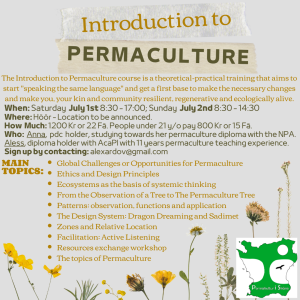 Introduction to
PERMACULTURE
The Introduction to Permaculture course is a theoretical-practical training that aims to
start "speaking the same language" and get a first base to make the necessary changes
and make you, your kin and community resilient, regenerative and ecologically alive.
When: Saturday July 1st 8:30 - 17:00, Sunday July 2nd 8:30 - 14:30
Where: Höör - Location to be announced.
How Much: 1200 Kr or 22 Fa. People under 21 y/o pay 800 Kr or 15 Fa.
Who: Anna, pdc holder, studying towards her permaculture diploma with the NPA.
Aless, diploma holder with AcaPI 11 years permaculture teaching experience.
Sign up by contacting: alexardov@gmail.com
MAIN
TOPICS:
Global Challenges or Opportunities for Permaculture
Ethics and Design Principles
Ecosystems as the basis of systemic thinking
From the Observation of a Tree to The Permaculture Tree
Patterns: observation, functions and application
The Design System: Dragon Dreaming and Sadimet
Zones and Relative Location
Facilitation: Active Listening
Resources exchange workshop
The topics of Permaculture